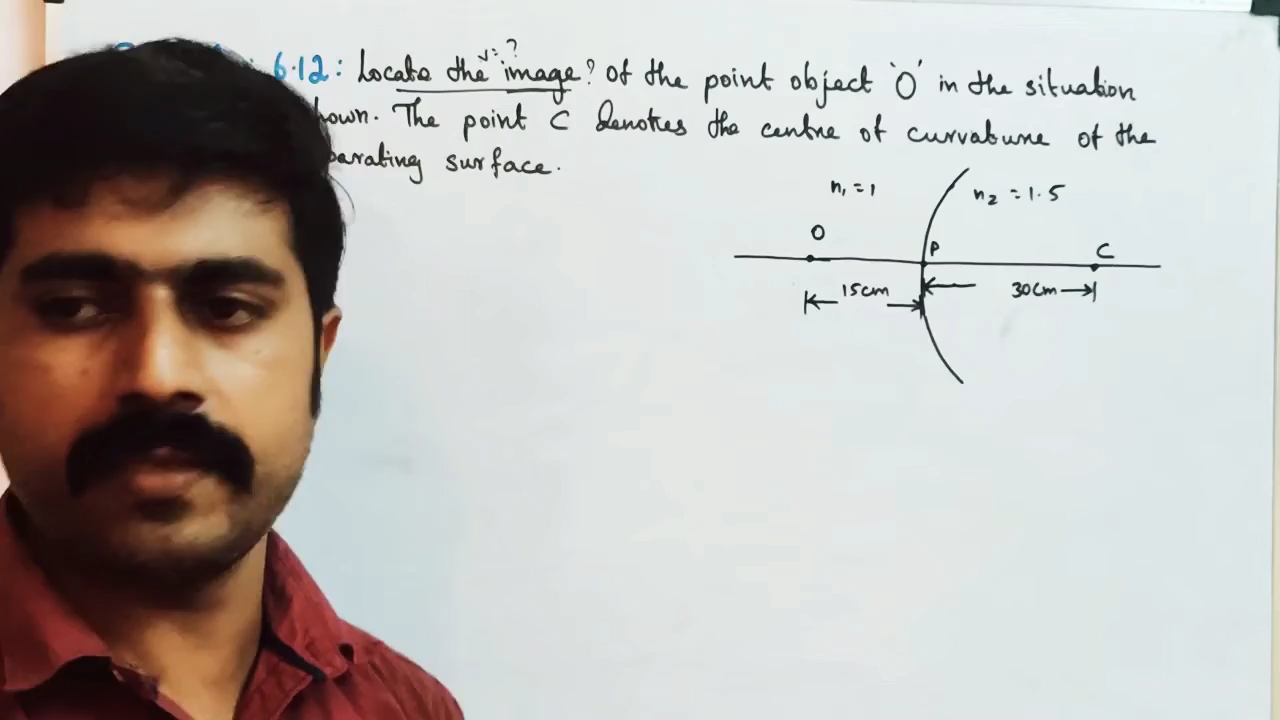 6.12: Locate the image? of the point object 'O' in the situation
v=?
The point C denotes the centre of curvature of the
surface.
n₁ = 1
n₂ = 1.5
O
P
C
15cm
30cm